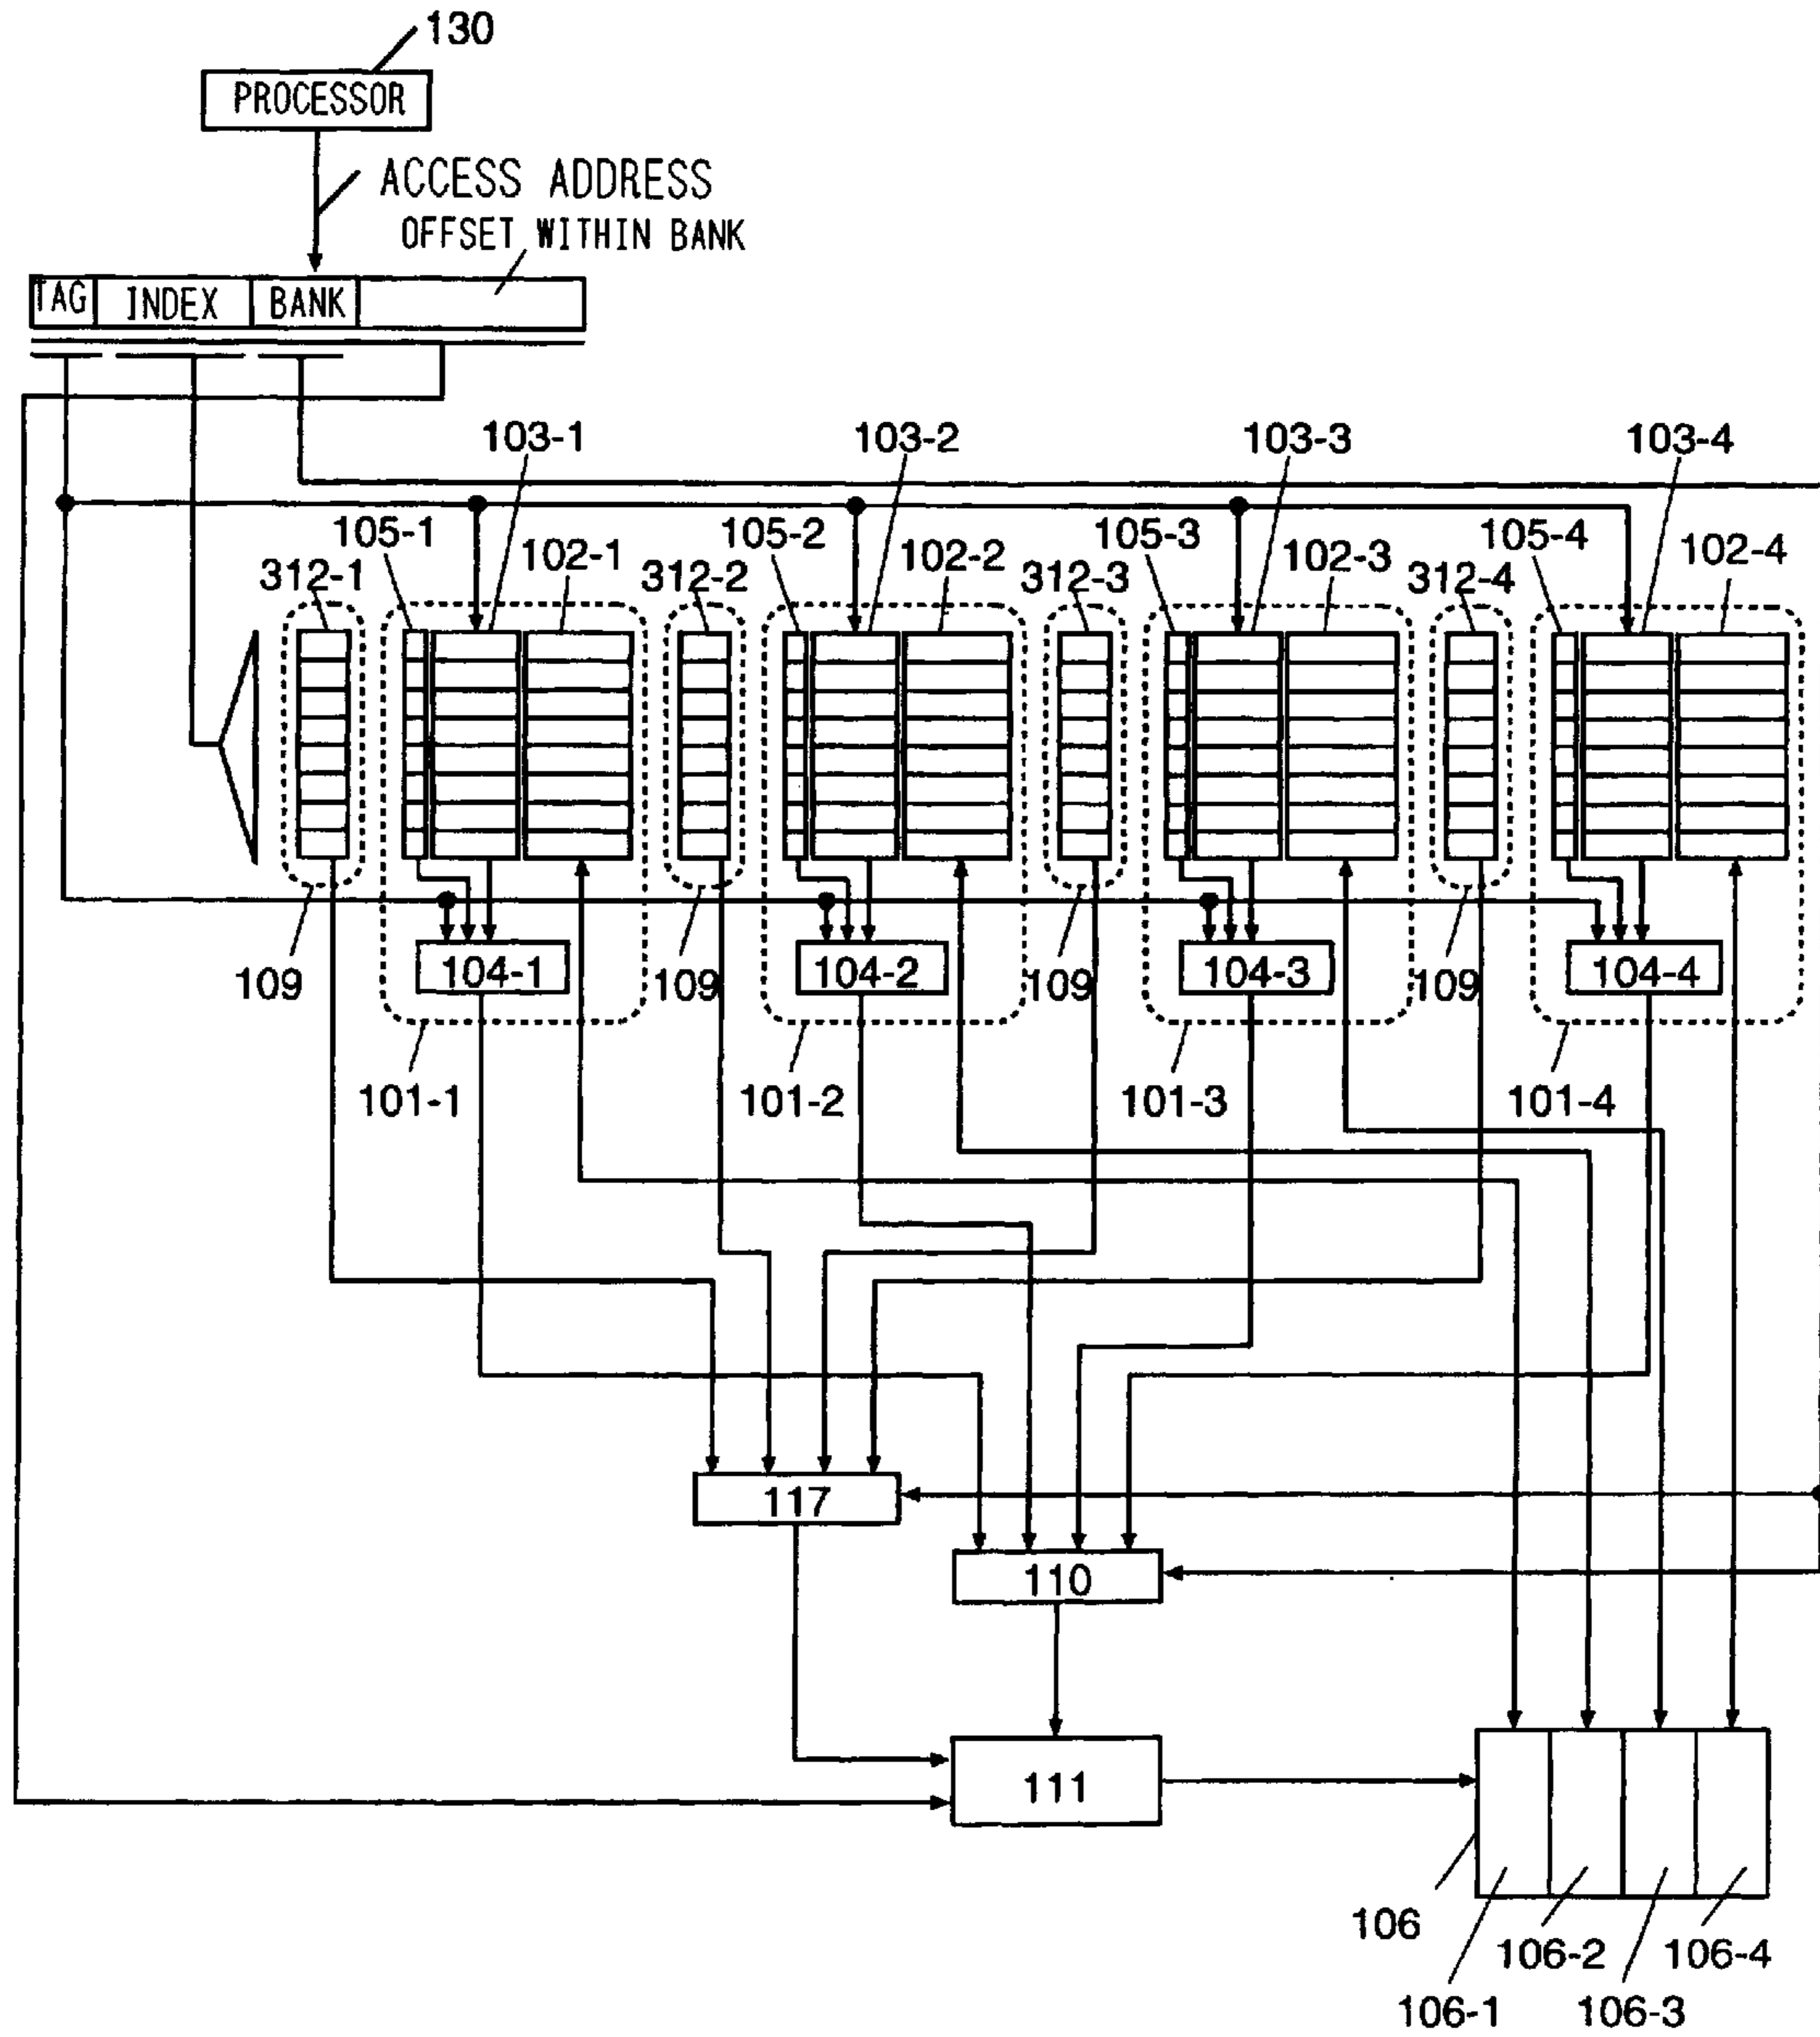 130
PROCESSOR
ACCESS ADDRESS
OFFSET WITHIN BANK
TAG INDEX BANK
103-1 103-2 103-3 103-4
105-1 105-2 105-3 105-4
102-1 102-2 102-3 102-4
312-1 312-2 312-3 312-4
104-1 104-2 104-3 104-4
109 109 109 109
101-1 101-2 101-3 101-4
117
110
111
106
106-2 106-4
106-1 106-3